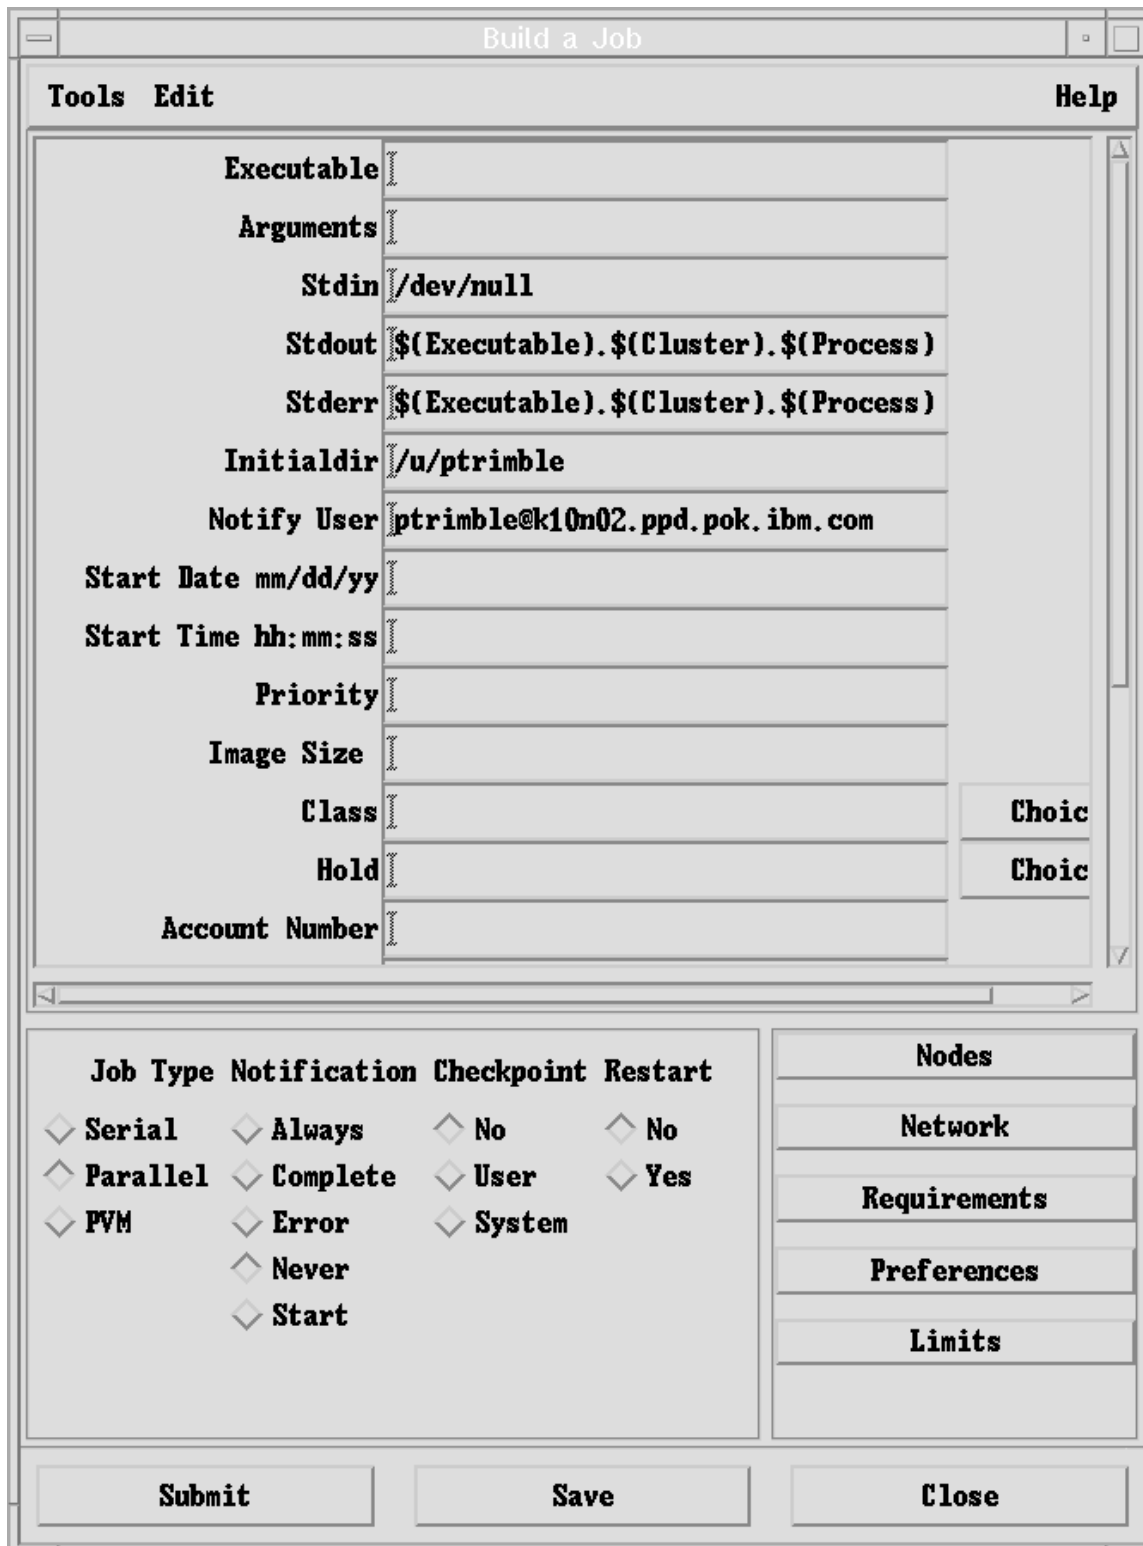 Build a Job
Tools Edit Help
Executable
Arguments
Stdin /dev/null
Stdout $(Executable).$(Cluster).$(Process)
Stderr $(Executable).$(Cluster).$(Process)
Initialdir /u/ptrimble
Notify User ptrimble@k10n02.ppd.pok.ibm.com
Start Date mm/dd/yy
Start Time hh:mm:ss
Priority
Image Size
Class Choic
Hold Choic
Account Number
Job Type Notification Checkpoint Restart
Serial Always No No
Parallel Complete User Yes
PVM Error System
Never
Start
Nodes
Network
Requirements
Preferences
Limits
Submit Save Close